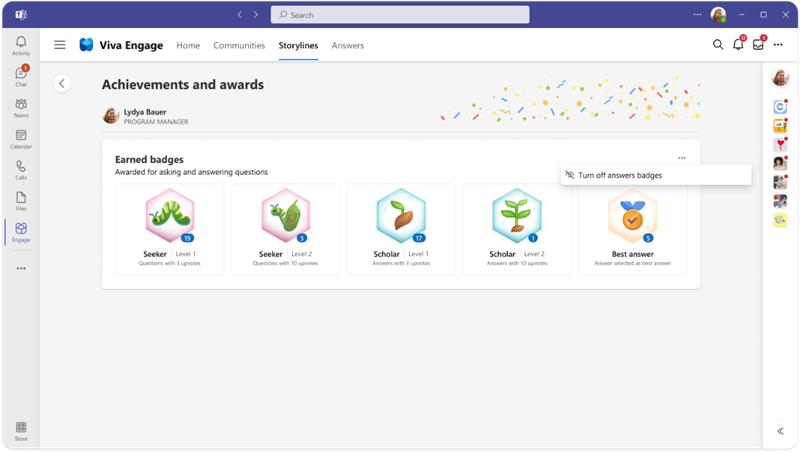 Search
Activity
1
Chat
Teams
Calendar
Calls
Files
Engage
Store
Viva Engage
Home
Communities
Storylines
Answers
12
5
Achievements and awards
Lydya Bauer
PROGRAM MANAGER
Earned badges
Awarded for asking and answering questions
Turn off answers badges
19
Seeker | Level 1
Questions with 3 upvotes
3
Seeker | Level 2
Questions with 10 upvotes
17
Scholar | Level 1
Answers with 3 upvotes
1
Scholar | Level 2
Answers with 10 upvotes
5
Best answer
Answer selected as best answer